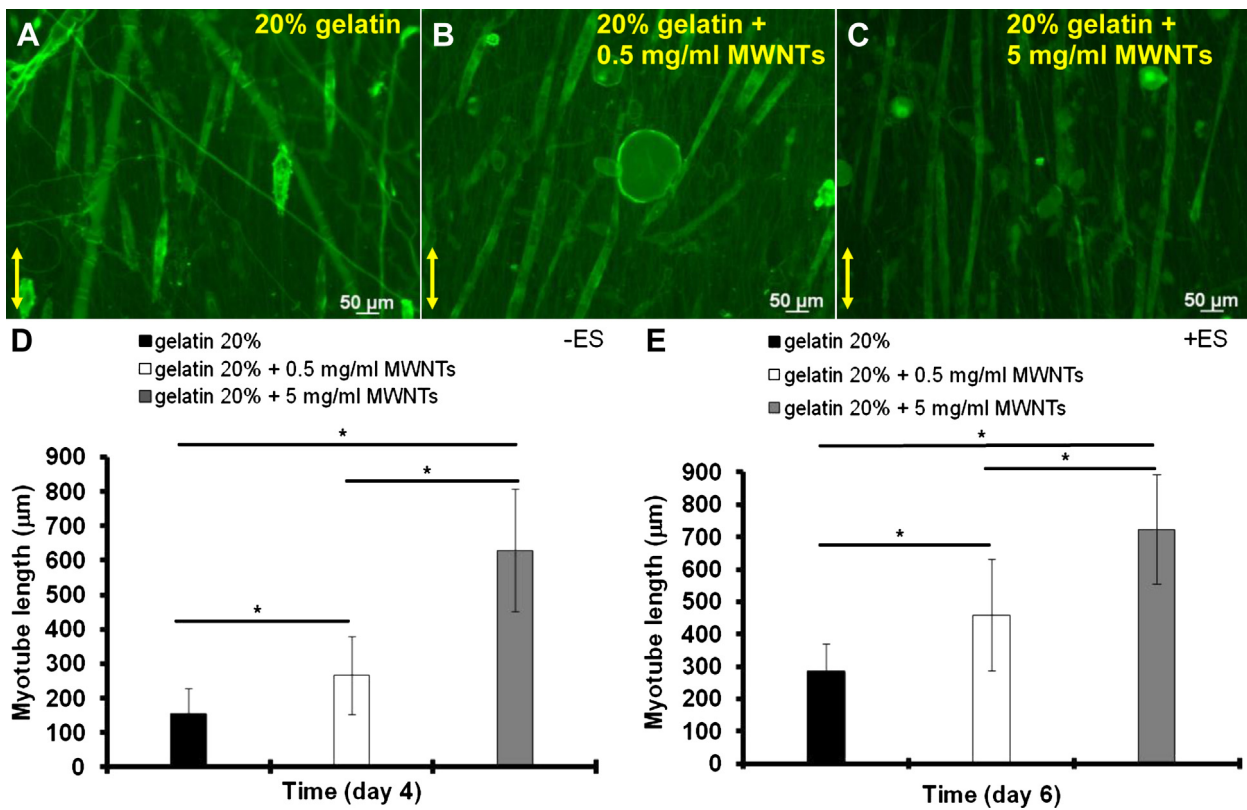 A
20% gelatin
B
20% gelatin +
0.5 mg/ml MWNTs
C
20% gelatin +
5 mg/ml MWNTs
50 µm
50 µm
50 µm
D
gelatin 20%
-ES
gelatin 20% + 0.5 mg/ml MWNTs
gelatin 20% + 5 mg/ml MWNTs
*
*
*
Myotube length (µm)
900
800
700
600
500
400
300
200
100
0
Time (day 4)
E
gelatin 20%
+ES
gelatin 20% + 0.5 mg/ml MWNTs
gelatin 20% + 5 mg/ml MWNTs
*
*
*
Myotube length (µm)
900
800
700
600
500
400
300
200
100
0
Time (day 6)